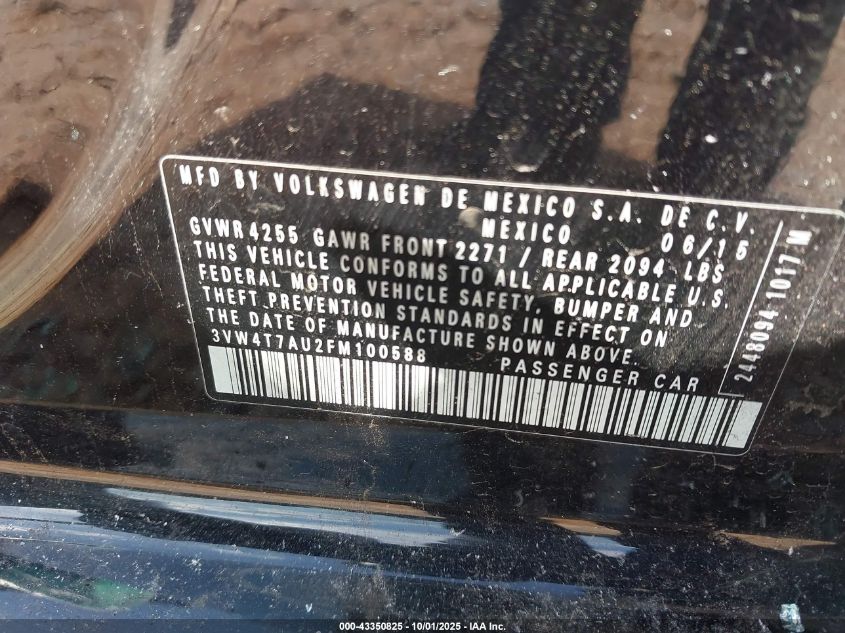 MFD BY VOLKSWAGEN DE MEXICO S.A. DE C.V.
MEXICO 06/15
GVWR 4255 GAWR FRONT 2271 / REAR 2094 LBS
THIS VEHICLE CONFORMS TO ALL APPLICABLE U.S.
FEDERAL MOTOR VEHICLE SAFETY, BUMPER AND
THEFT PREVENTION STANDARDS IN EFFECT ON
THE DATE OF MANUFACTURE SHOWN ABOVE.
3VW4T7AU2FM100588 PASSENGER CAR
2448094 1017 M
000-43350825 - 10/01/2025 - IAA Inc.